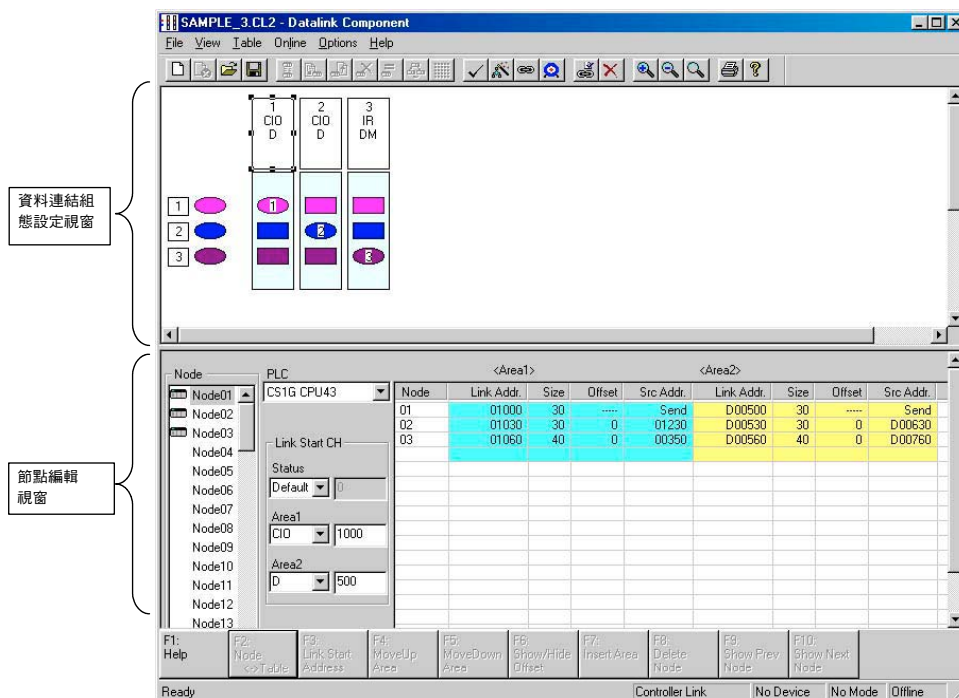 SAMPLE_3.CL2 - Datalink Component
File View Table Online Options Help
1 2 3
CIO CIO IR
D D DM
資料連結組
態設定視窗
1 1
2 2
3 3
節點編輯
視窗
Node
Node01
Node02
Node03
Node04
Node05
Node06
Node07
Node08
Node09
Node10
Node11
Node12
Node13
PLC
CS1G CPU43
Link Start CH
Status
Default 0
Area1
CIO 1000
Area2
D 500
<Area1> <Area2>
Node Link Addr. Size Offset Src Addr. Link Addr. Size Offset Src Addr.
01 01000 30 ----- Send D00500 30 ----- Send
02 01030 30 0 01230 D00530 30 0 D00630
03 01060 40 0 00350 D00560 40 0 D00760
F1:
Help
F2:
Node
<->Table
F3:
Link Start
Address
F4:
MoveUp
Area
F5:
MoveDown
Area
F6:
Show/Hide
Offset
F7:
Insert Area
F8:
Delete
Node
F9:
Show Prev
Node
F10:
Show Next
Node
Ready Controller Link No Device No Mode Offline